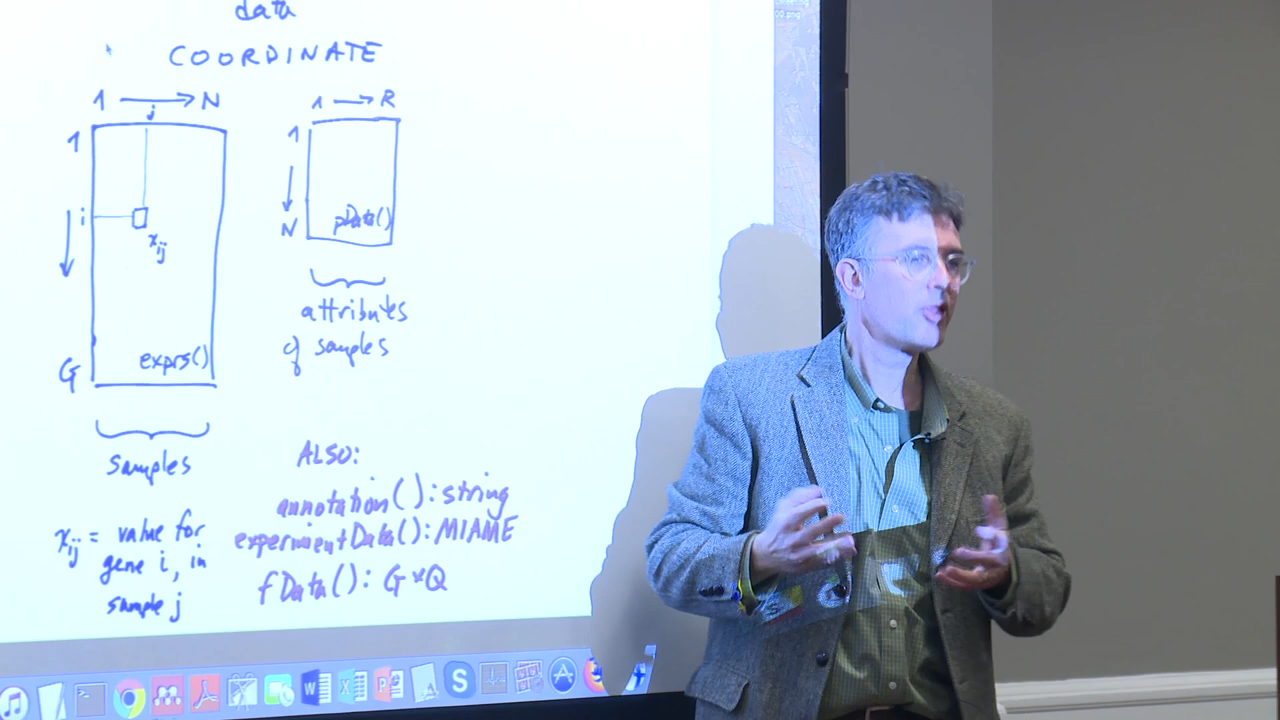 data
COORDINATE
1 → N
j
1
i
x_ij
G
exprs()
samples
x_ij = value for
gene i, in
sample j
1 → R
1
N
pData()
attributes
of samples
ALSO:
annotation(): string
experimentData(): MIAME
fData(): G×Q